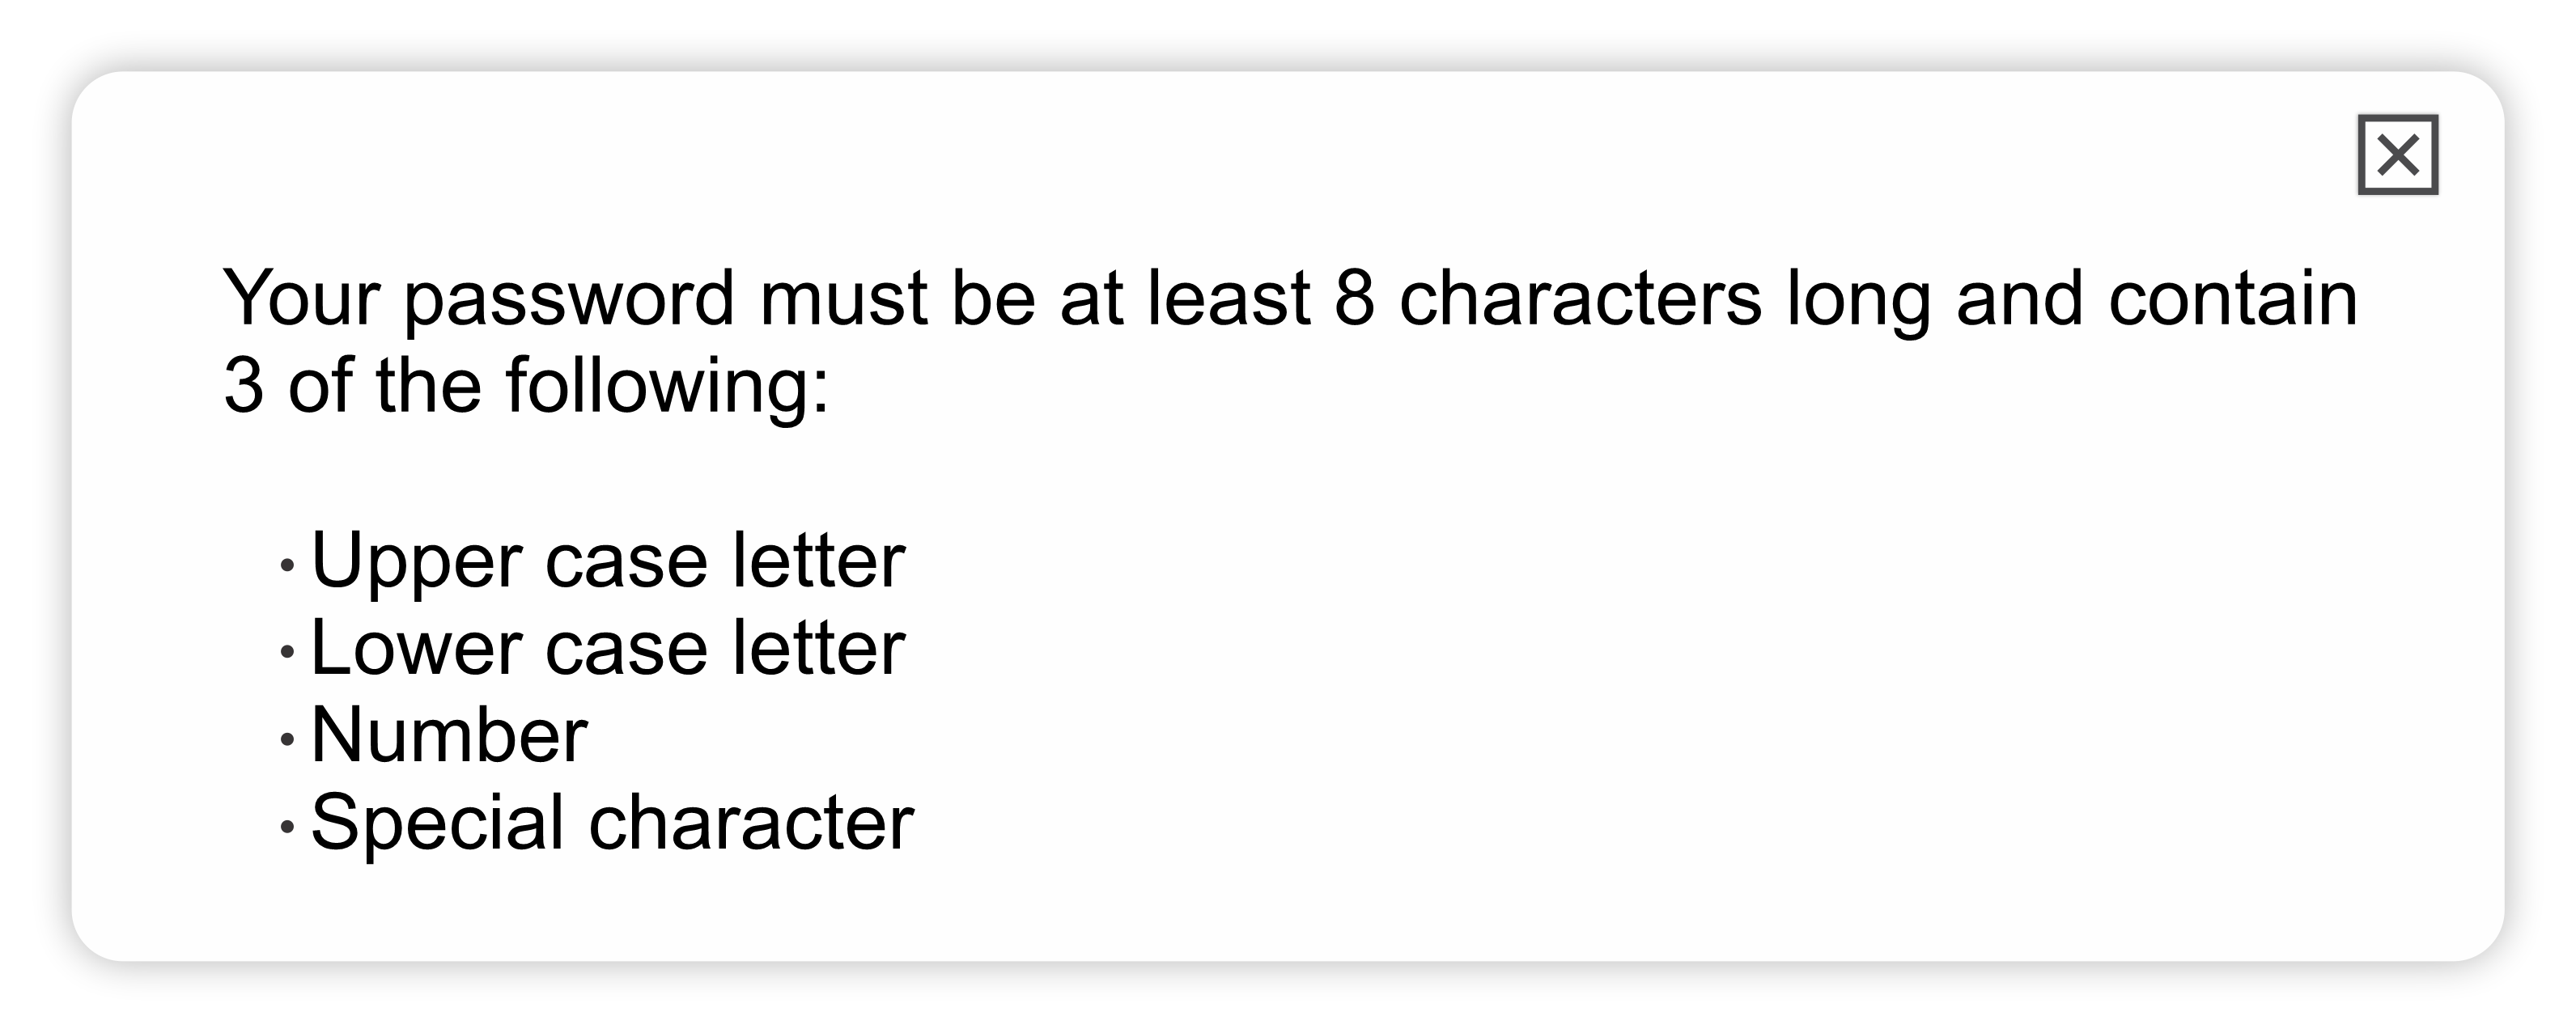 Your password must be at least 8 characters long and contain
3 of the following:
• Upper case letter
• Lower case letter
• Number
• Special character